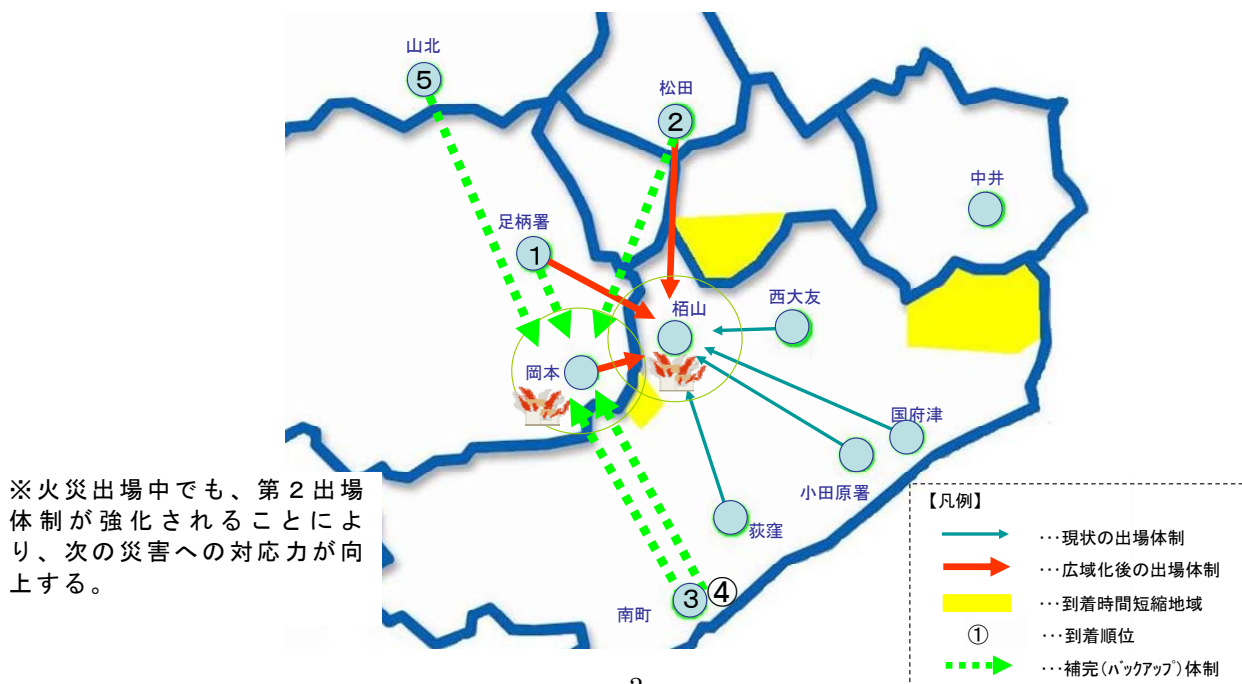 山北
⑤
松田
②
中井
足柄署
①
栢山
西大友
岡本
国府津
小田原署
荻窪
③
④
南町
※火災出場中でも、第2出場
体制が強化されることによ
り、次の災害への対応力が向
上する。
【凡例】
…現状の出場体制
…広域化後の出場体制
…到着時間短縮地域
① …到着順位
…補完(バックアップ)体制